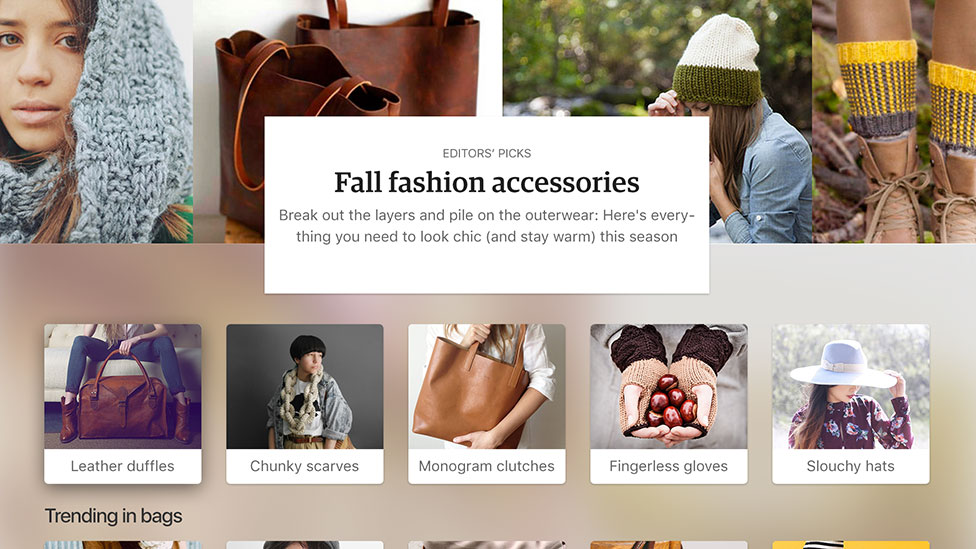 EDITORS' PICKS
Fall fashion accessories
Break out the layers and pile on the outerwear: Here's every-
thing you need to look chic (and stay warm) this season
Leather duffles
Chunky scarves
Monogram clutches
Fingerless gloves
Slouchy hats
Trending in bags